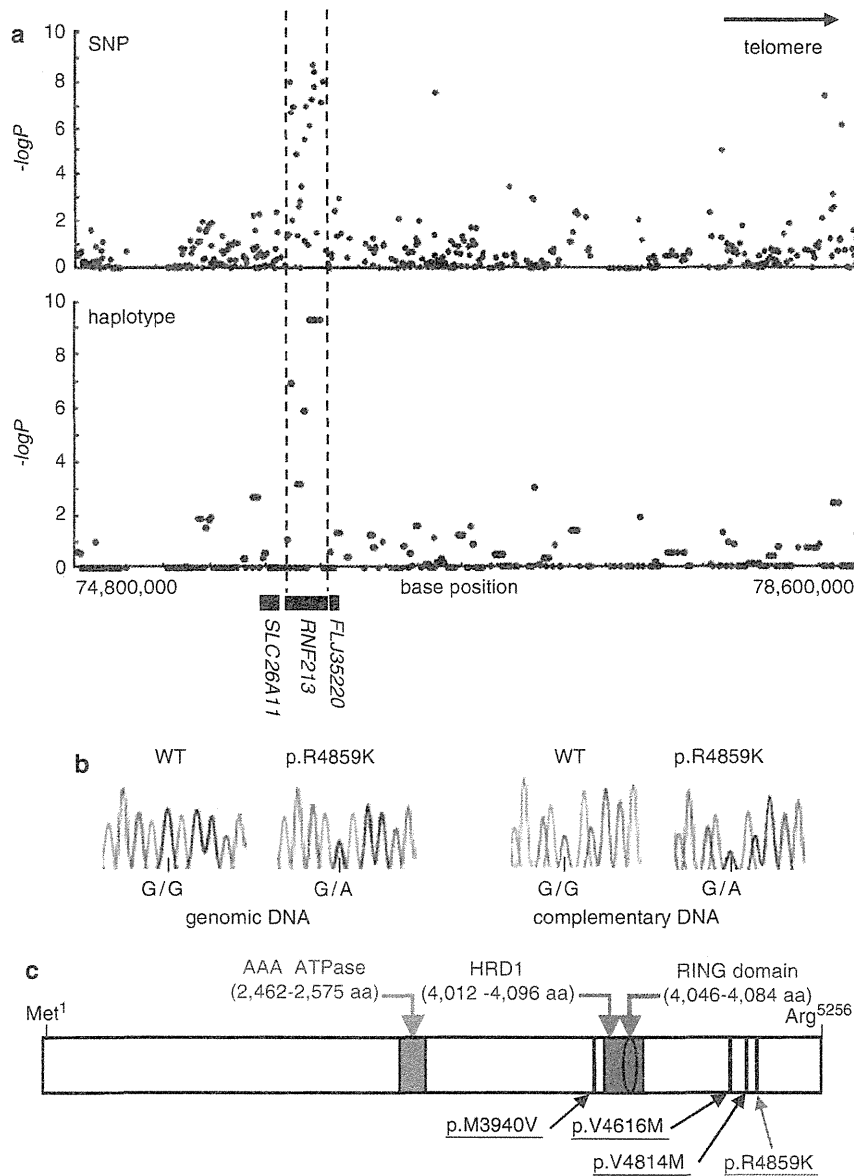 a
SNP
telomere
10
8
6
4
2
0
-logP
haplotype
10
8
6
4
2
0
-logP
74,800,000
base position
78,600,000
SLC26A11
RNF213
FLJ35220
b
WT
p.R4859K
WT
p.R4859K
G/G
G/A
G/G
G/A
genomic DNA
complementary DNA
c
AAA ATPase
(2,462-2,575 aa)
HRD1
(4,012 -4,096 aa)
RING domain
(4,046-4,084 aa)
Met1
Arg5256
p.M3940V
p.V4616M
p.V4814M
p.R4859K